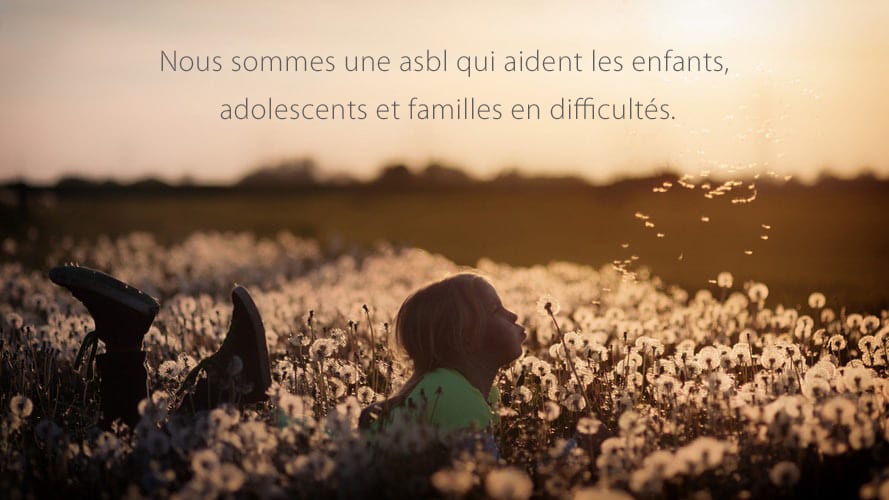 Nous sommes une asbl qui aident les enfants,
adolescents et familles en difficultés.